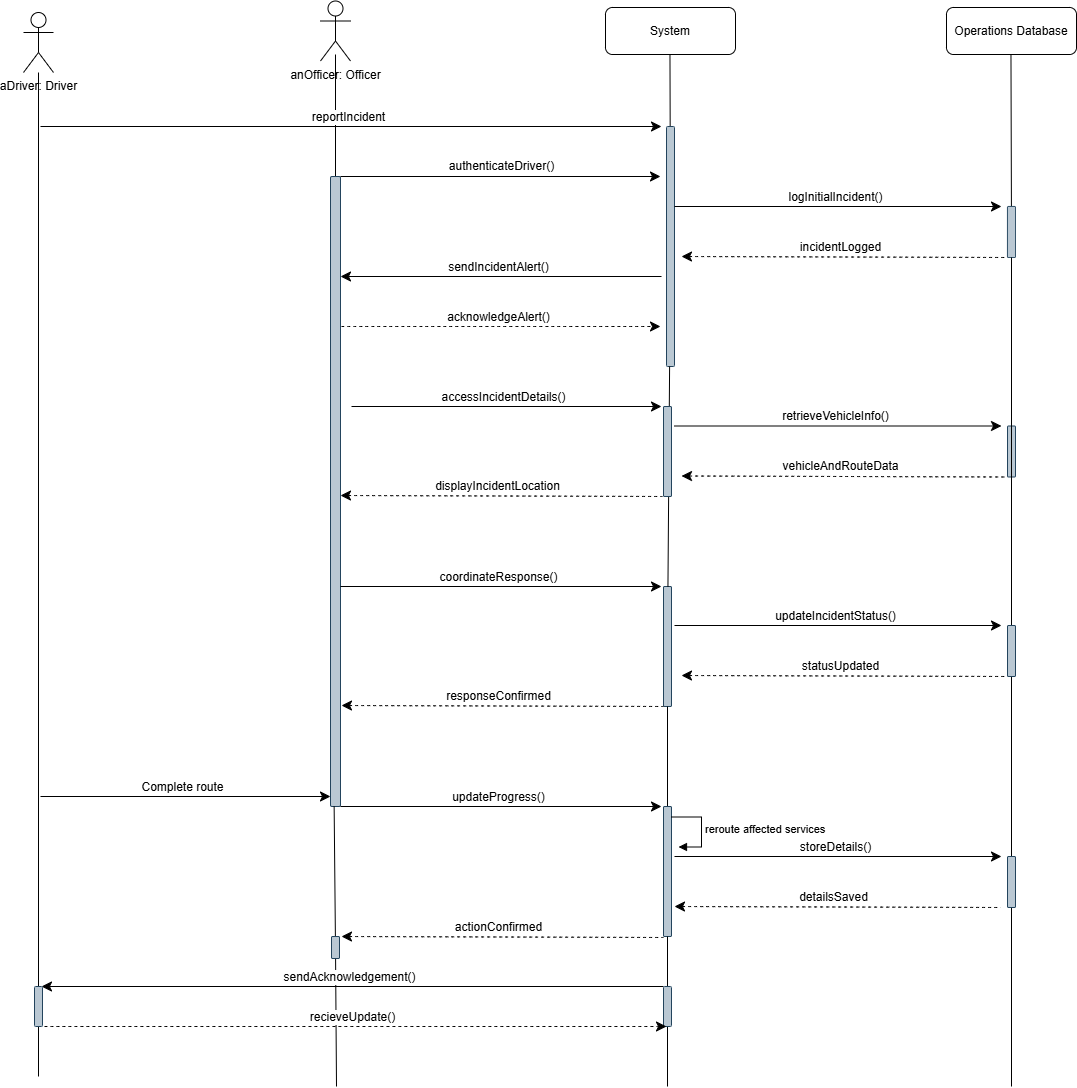 System
Operations Database
anOfficer: Officer
aDriver: Driver
reportIncident
authenticateDriver()
logInitialIncident()
incidentLogged
sendIncidentAlert()
acknowledgeAlert()
accessIncidentDetails()
retrieveVehicleInfo()
vehicleAndRouteData
displayIncidentLocation
coordinateResponse()
updateIncidentStatus()
statusUpdated
responseConfirmed
Complete route
updateProgress()
reroute affected services
storeDetails()
detailsSaved
actionConfirmed
sendAcknowledgement()
recieveUpdate()